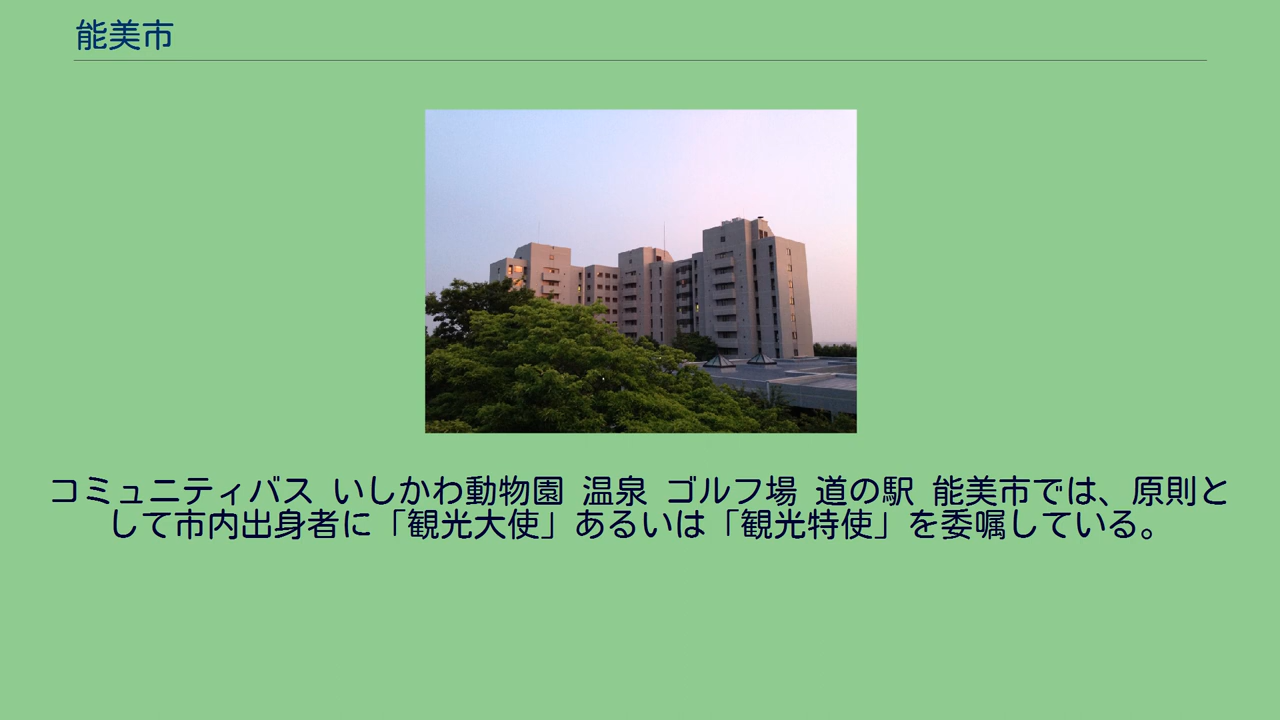 能美市
コミュニティバス いしかわ動物園 温泉 ゴルフ場 道の駅 能美市では、原則と
して市内出身者に「観光大使」あるいは「観光特使」を委嘱している。